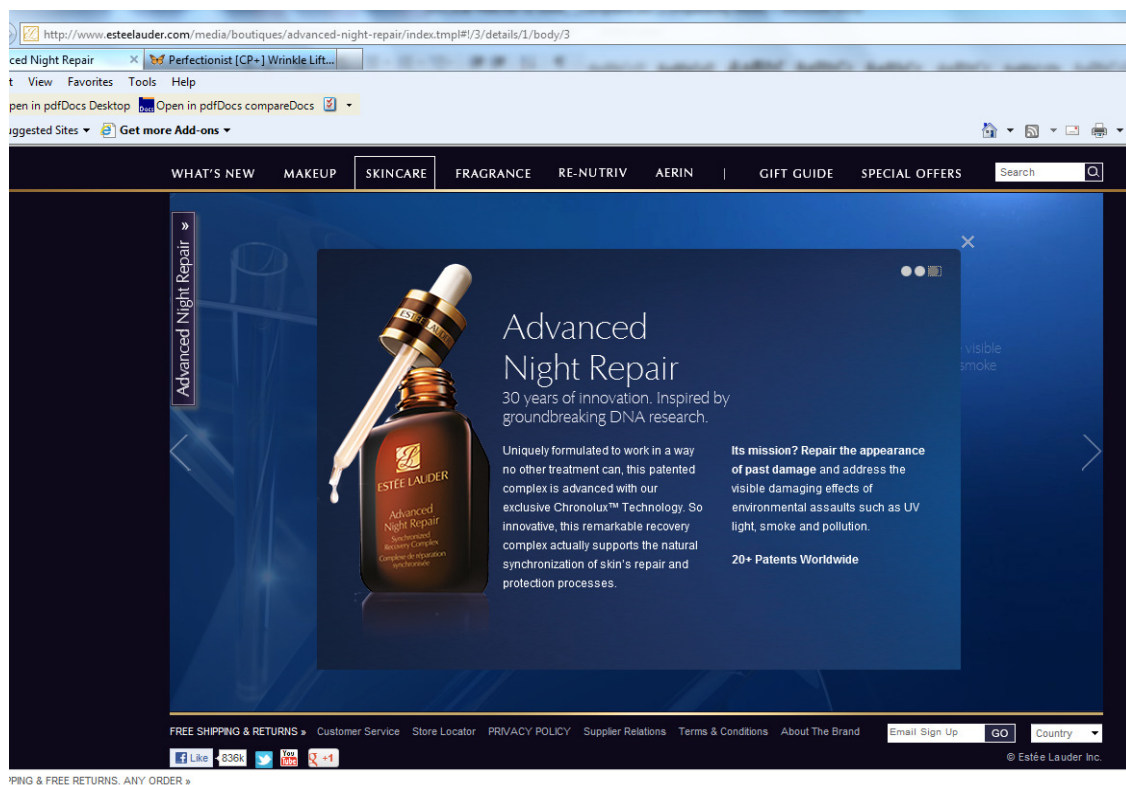 http://www.esteelauder.com/media/boutiques/advanced-night-repair/index.tmpl#!/3/details/1/body/3
ced Night Repair × Perfectionist [CP+] Wrinkle Lift...
t View Favorites Tools Help
pen in pdfDocs Desktop Docs Open in pdfDocs compareDocs
uggested Sites Get more Add-ons
WHAT'S NEW MAKEUP SKINCARE FRAGRANCE RE-NUTRIV AERIN | GIFT GUIDE SPECIAL OFFERS Search
Advanced Night Repair »
visible
smoke
ESTEE LAUDER
ESTĒE LAUDER
Advanced
Night Repair
Synchronized
Recovery Complex
Complexe de réparation
synchronisée
Advanced
Night Repair
30 years of innovation. Inspired by
groundbreaking DNA research.
Uniquely formulated to work in a way
no other treatment can, this patented
complex is advanced with our
exclusive Chronolux™ Technology. So
innovative, this remarkable recovery
complex actually supports the natural
synchronization of skin's repair and
protection processes.
Its mission? Repair the appearance
of past damage and address the
visible damaging effects of
environmental assaults such as UV
light, smoke and pollution.
20+ Patents Worldwide
FREE SHIPPING & RETURNS » Customer Service Store Locator PRIVACY POLICY Supplier Relations Terms & Conditions About The Brand Email Sign Up GO Country
Like 836k You Tube +1 © Estée Lauder Inc.
PPING & FREE RETURNS. ANY ORDER »